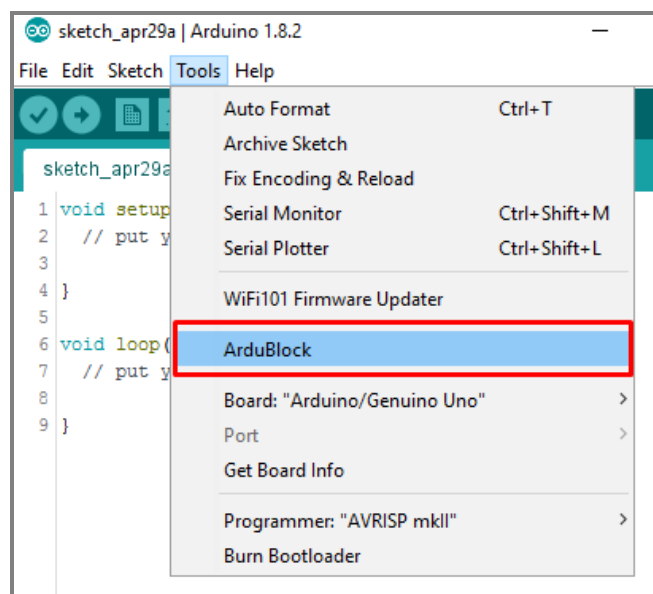 sketch_apr29a | Arduino 1.8.2
File Edit Sketch Tools Help
sketch_apr29a
Auto Format Ctrl+T
Archive Sketch
Fix Encoding & Reload
Serial Monitor Ctrl+Shift+M
Serial Plotter Ctrl+Shift+L
WiFi101 Firmware Updater
ArduBlock
Board: "Arduino/Genuino Uno"
Port
Get Board Info
Programmer: "AVRISP mkII"
Burn Bootloader
1 void setup
2 // put y
3
4 }
5
6 void loop(
7 // put y
8
9 }